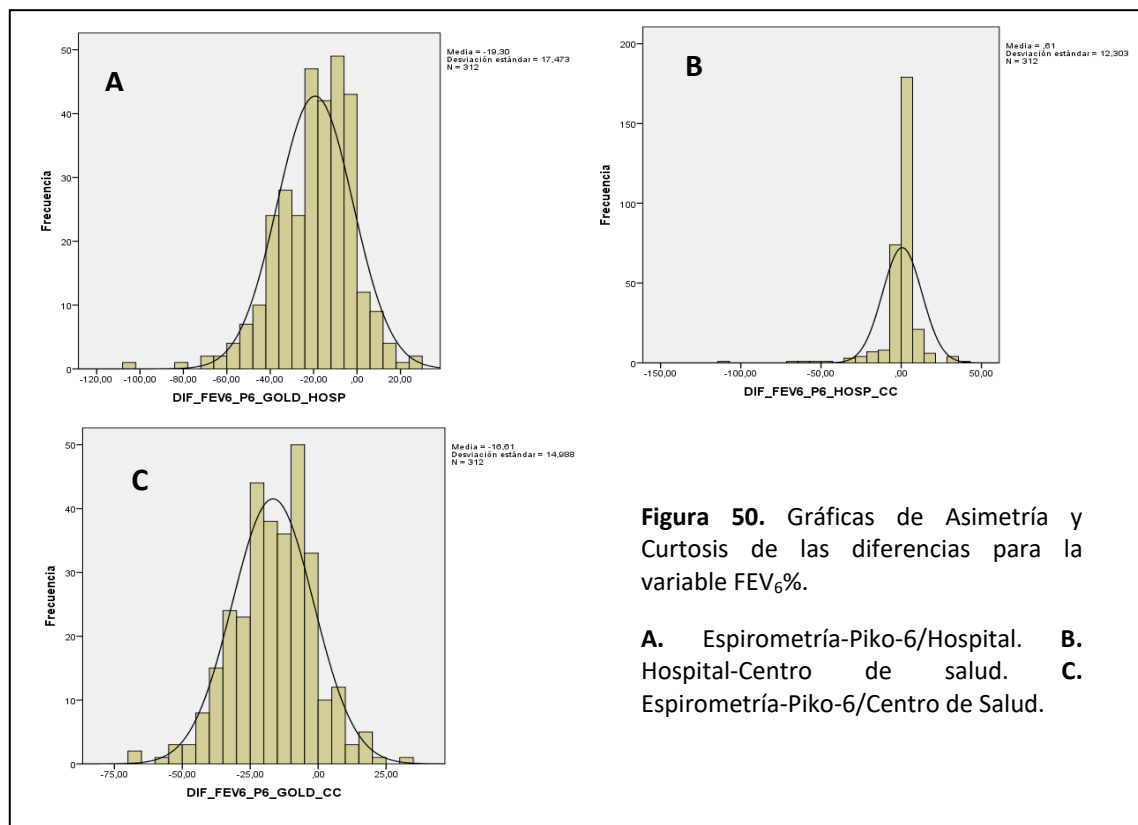 A
Media = -19,30
Desviación estándar = 17,473
N = 312
Frecuencia
50
40
30
20
10
0
-120,00 -100,00 -80,00 -60,00 -40,00 -20,00 ,00 20,00
DIF_FEV6_P6_GOLD_HOSP
B
Media = ,61
Desviación estándar = 12,303
N = 312
Frecuencia
200
150
100
50
0
-150,00 -100,00 -50,00 ,00 50,00
DIF_FEV6_P6_HOSP_CC
C
Media = -16,61
Desviación estándar = 14,988
N = 312
Frecuencia
50
40
30
20
10
0
-75,00 -50,00 -25,00 ,00 25,00
DIF_FEV6_P6_GOLD_CC
Figura 50. Gráficas de Asimetría y
Curtosis de las diferencias para la
variable FEV₆%.
A. Espirometría-Piko-6/Hospital. B.
Hospital-Centro de salud. C.
Espirometría-Piko-6/Centro de Salud.